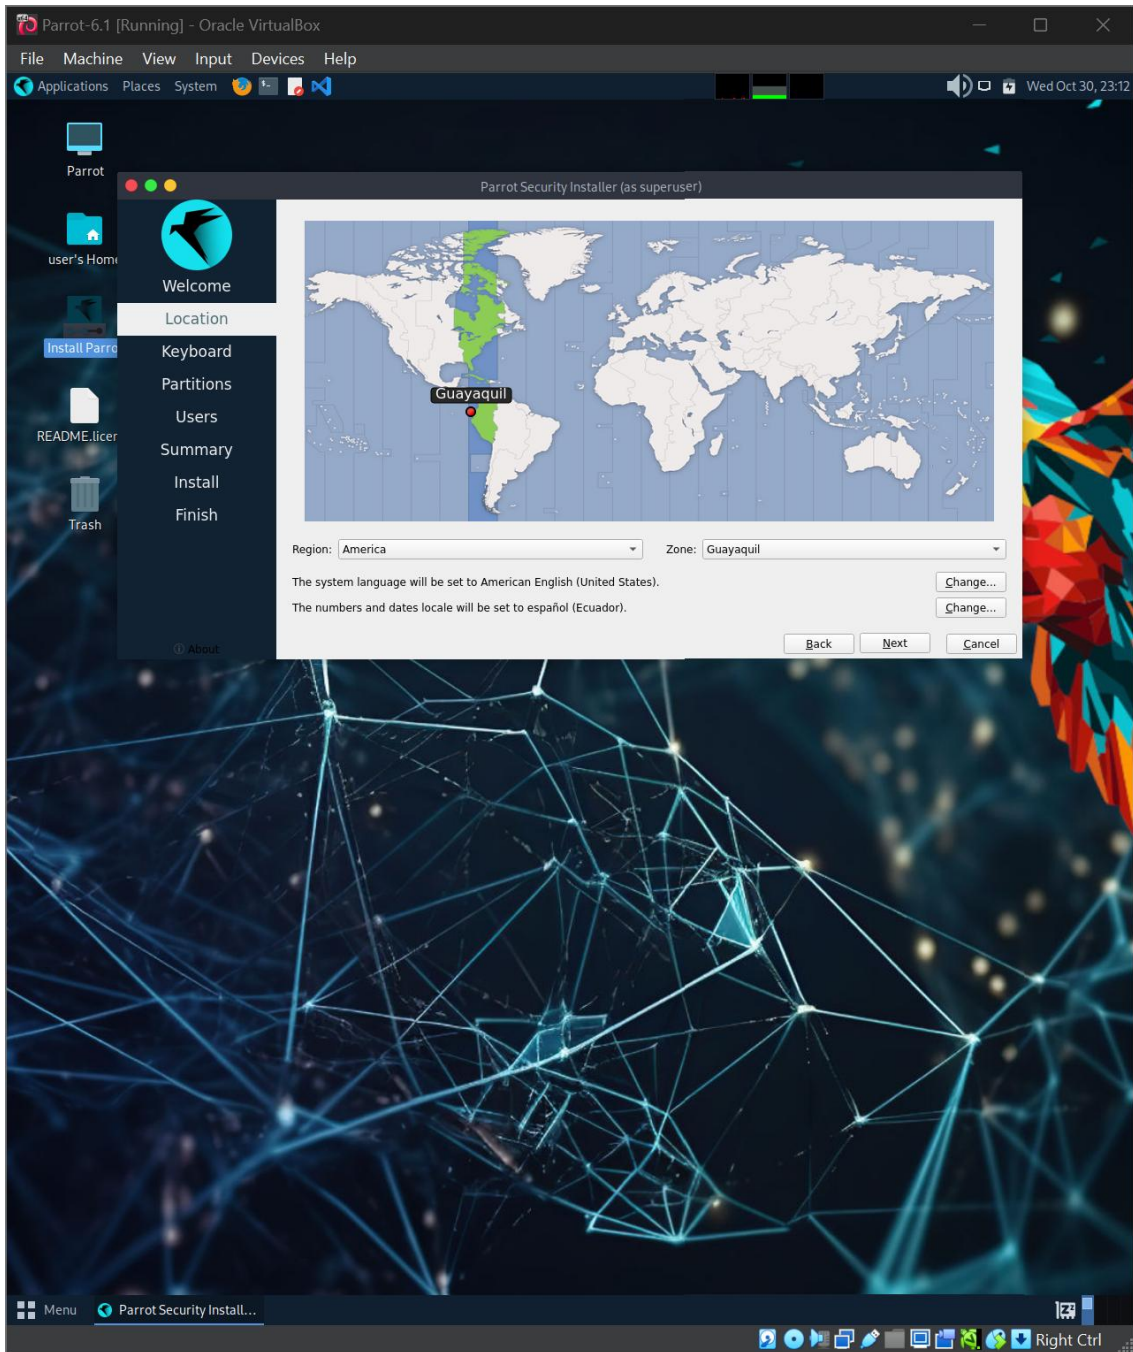 Parrot-6.1 [Running] - Oracle VirtualBox
File Machine View Input Devices Help
Applications Places System Wed Oct 30, 23:12
Parrot
user's Home
Install Parro
README.licen
Trash
Parrot Security Installer (as superuser)
Welcome
Location
Keyboard
Partitions
Users
Summary
Install
Finish
About
Guayaquil
Region: America Zone: Guayaquil
The system language will be set to American English (United States). Change...
The numbers and dates locale will be set to español (Ecuador). Change...
Back Next Cancel
Menu Parrot Security Install...
Right Ctrl